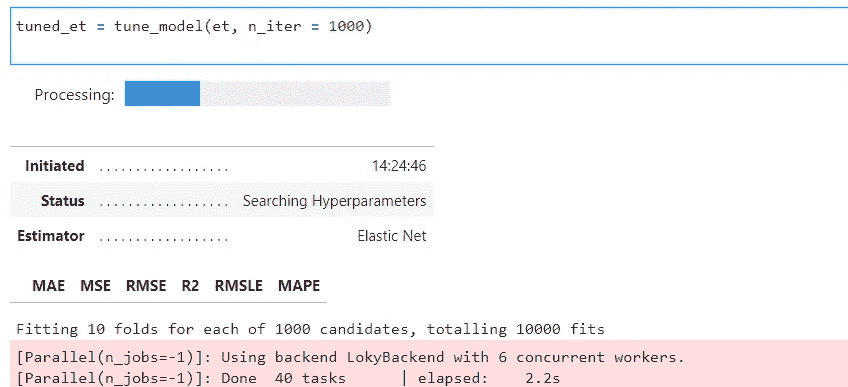 tuned_et = tune_model(et, n_iter = 1000)
Processing:
Initiated .................. 14:24:46
Status .................. Searching Hyperparameters
Estimator .................. Elastic Net
MAE MSE RMSE R2 RMSLE MAPE
Fitting 10 folds for each of 1000 candidates, totalling 10000 fits
[Parallel(n_jobs=-1)]: Using backend LokyBackend with 6 concurrent workers.
[Parallel(n_jobs=-1)]: Done  40 tasks      | elapsed:    2.2s